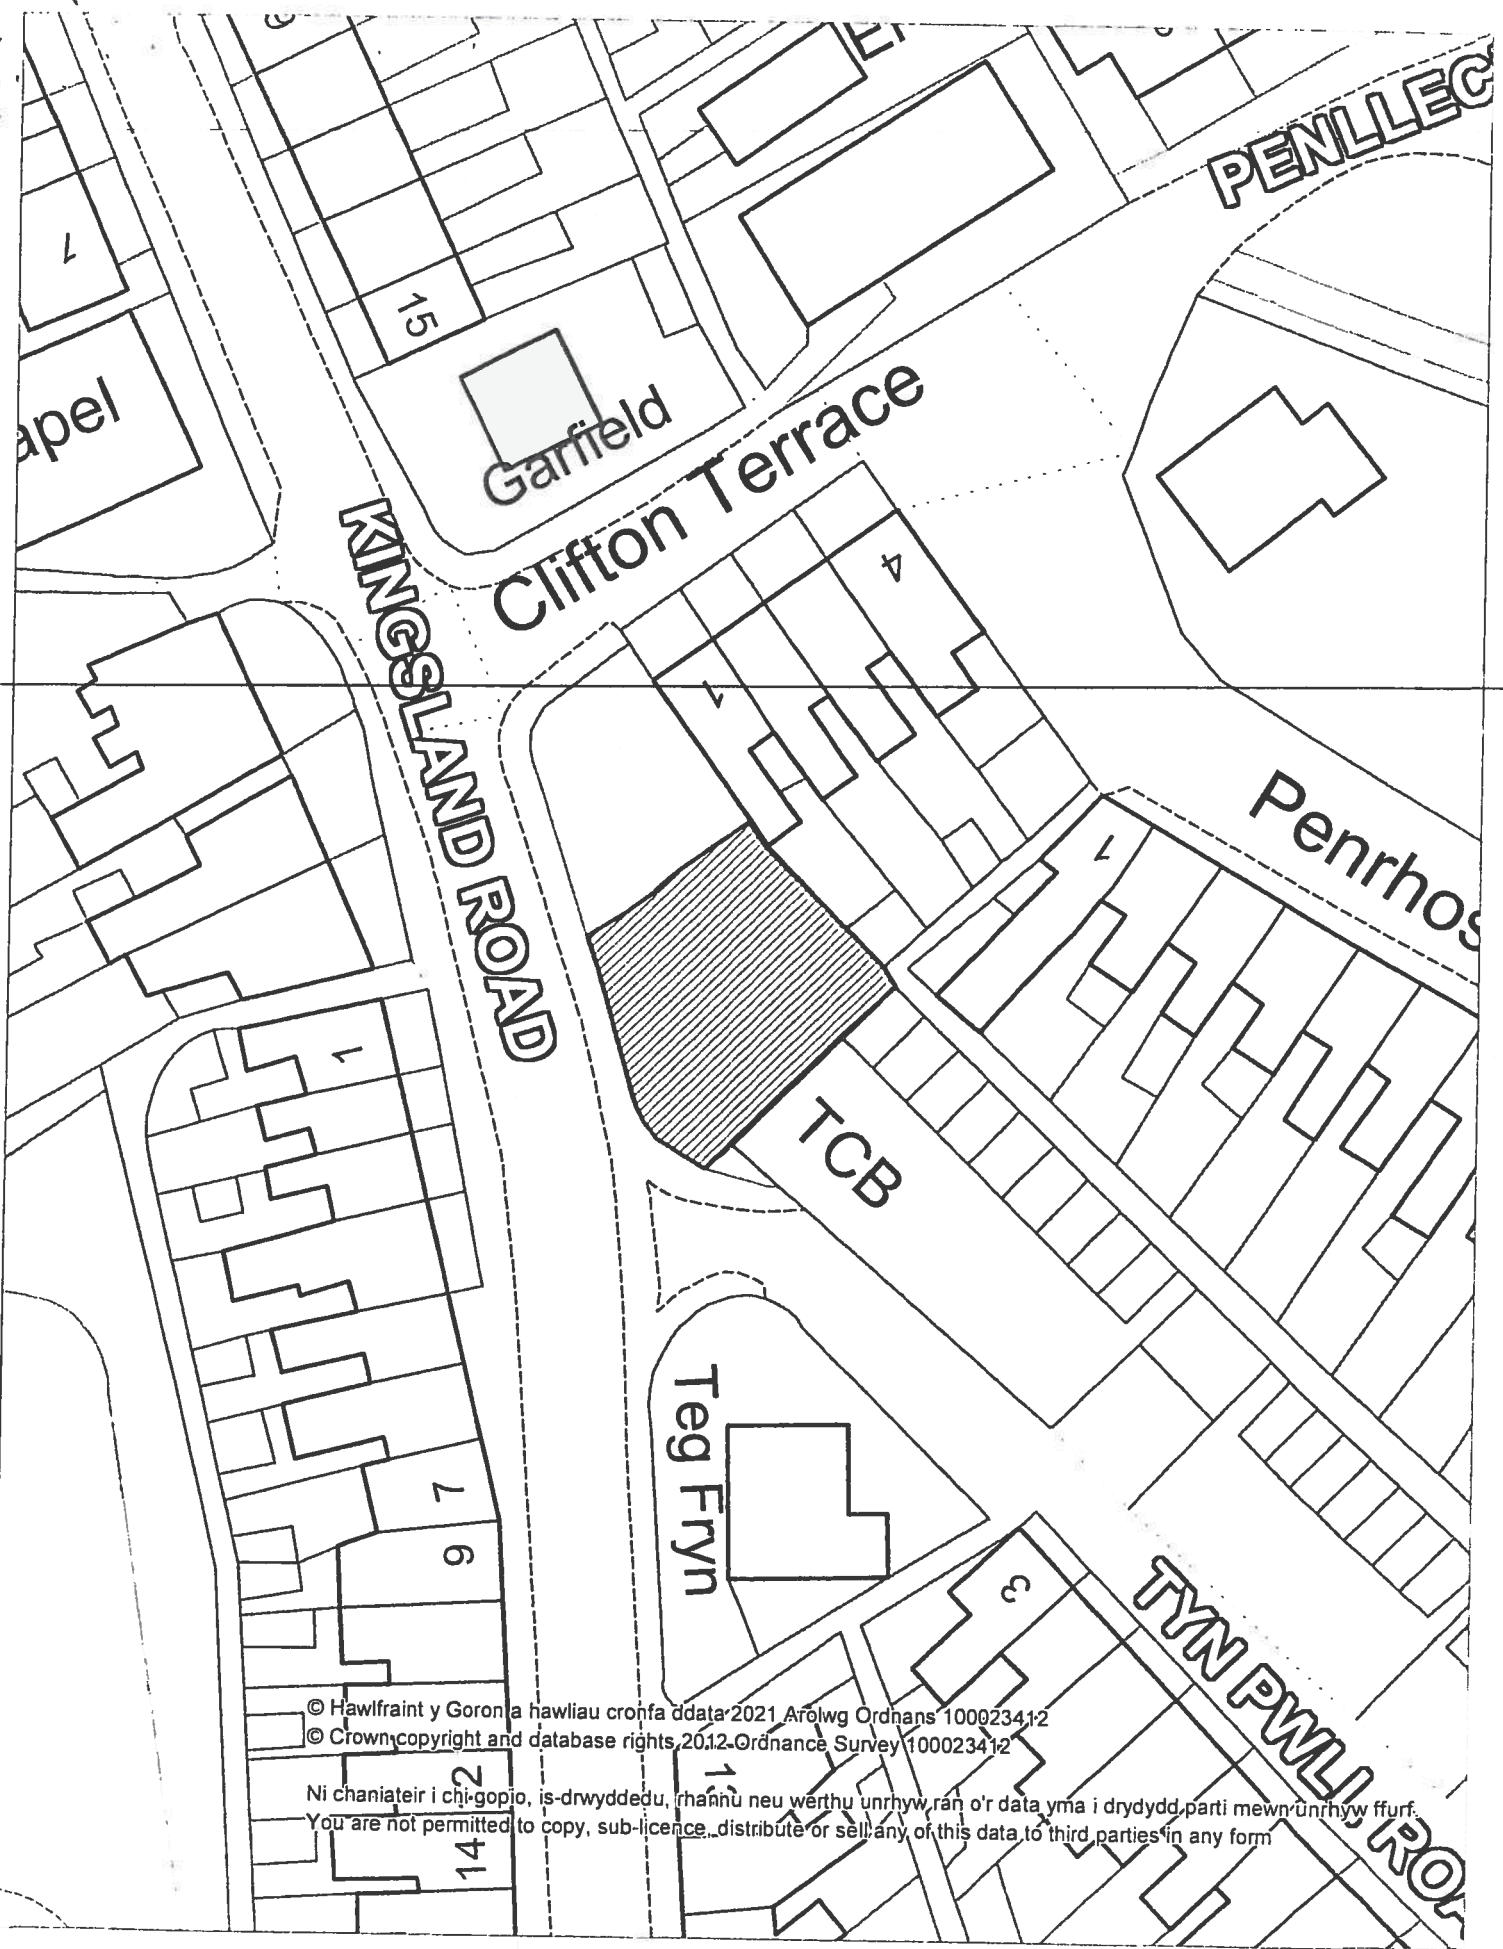 PENLLEC
1
15
apel
Garfield
Clifton Terrace
KINGSLAND ROAD
4
1
Penrhos
1
1
TCB
Teg Fryn
7
9
3
TYN PWLL ROA
© Hawlfraint y Goron a hawliau cronfa ddata 2021 Arolwg Ordnans 100023412
© Crown copyright and database rights 2012 Ordnance Survey 100023412
12
Ni chaniateir i chi gopio, is-drwyddedu, rhannu neu werthu unrhyw ran o'r data yma i drydydd parti mewn unrhyw ffurf.
You are not permitted to copy, sub-licence, distribute or sell any of this data to third parties in any form
14